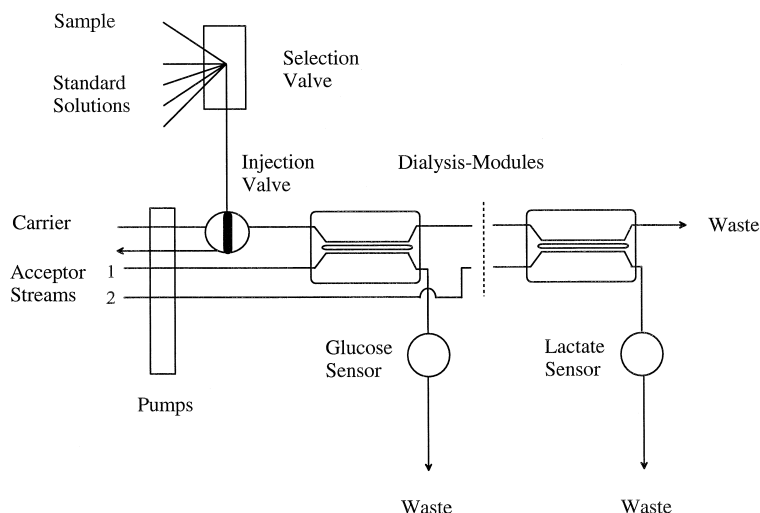 Sample
Selection
Valve
Standard
Solutions
Injection
Valve
Dialysis-Modules
Carrier
Waste
Acceptor 1
Streams 2
Glucose
Sensor
Lactate
Sensor
Pumps
Waste
Waste